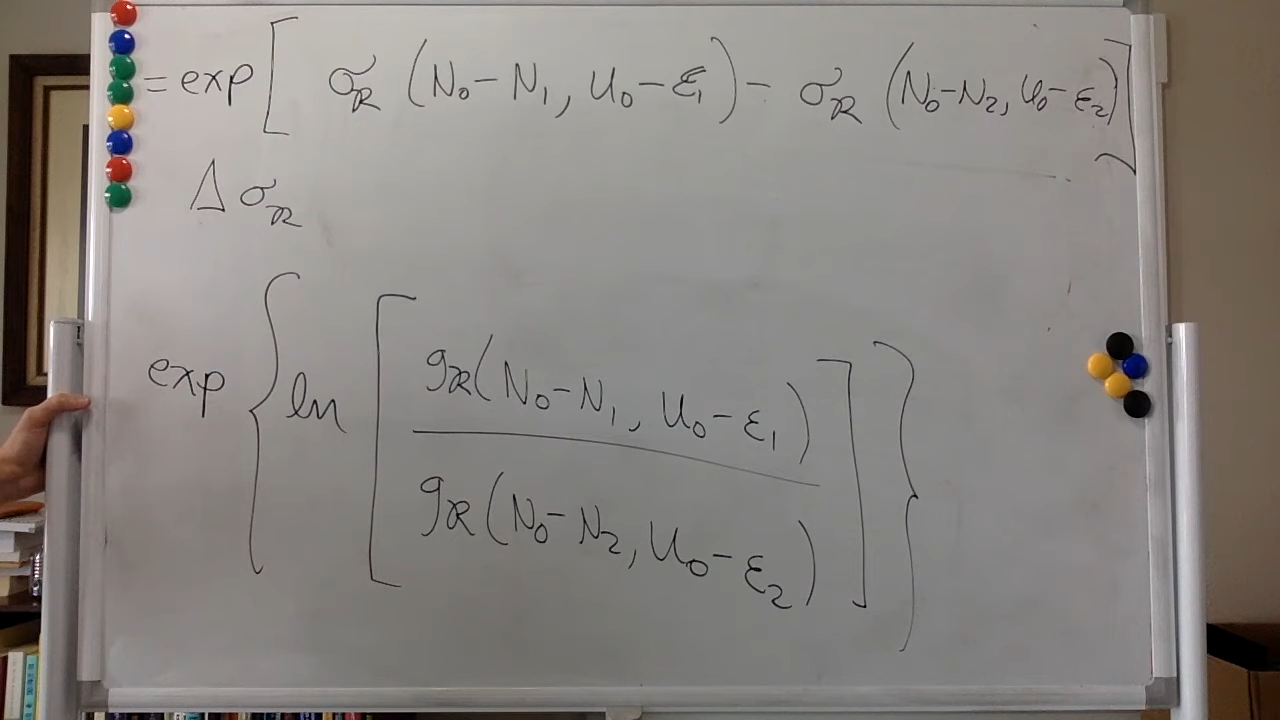 = exp [ σ_R (N₀ - N₁, U₀ - ε₁) - σ_R (N₀ - N₂, U₀ - ε₂) ]
Δσ_R
exp { ln [ g_R (N₀ - N₁, U₀ - ε₁) / g_R (N₀ - N₂, U₀ - ε₂) ] }